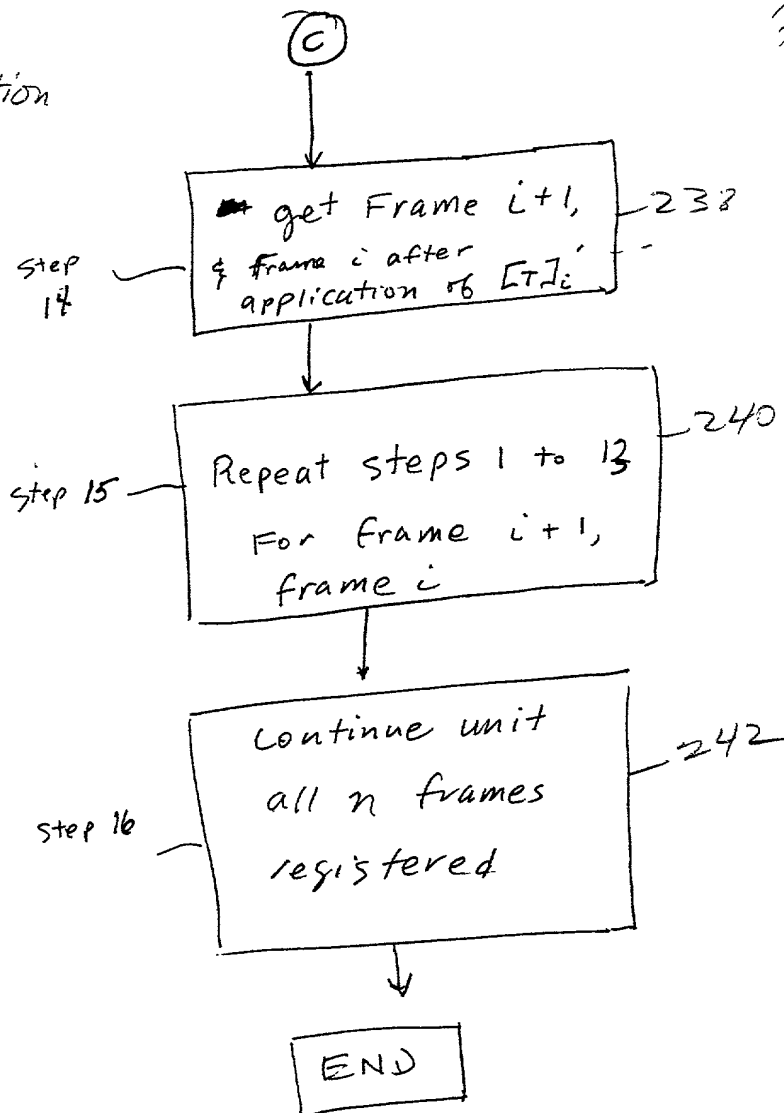 C
get Frame i+1,
& frame i after
application of [T]i
238
step
14
Repeat steps 1 to 13
For frame i+1,
frame i
240
step 15
Continue unit
all n frames
registered
242
step 16
END